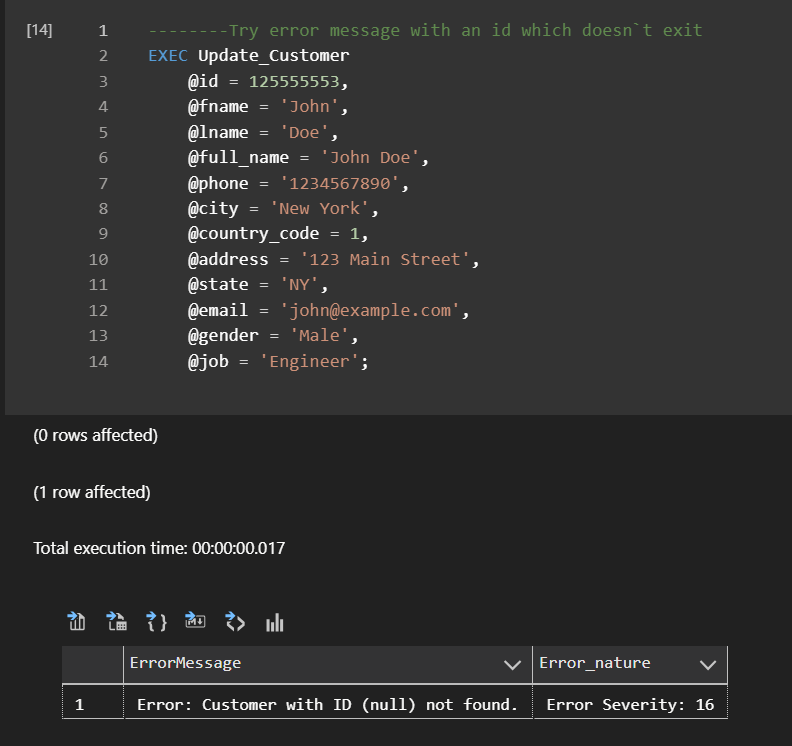 [14]
1 --------Try error message with an id which doesn`t exit
2 EXEC Update_Customer
3 @id = 125555553,
4 @fname = 'John',
5 @lname = 'Doe',
6 @full_name = 'John Doe',
7 @phone = '1234567890',
8 @city = 'New York',
9 @country_code = 1,
10 @address = '123 Main Street',
11 @state = 'NY',
12 @email = 'john@example.com',
13 @gender = 'Male',
14 @job = 'Engineer';
(0 rows affected)
(1 row affected)
Total execution time: 00:00:00.017
ErrorMessage Error_nature
1 Error: Customer with ID (null) not found. Error Severity: 16